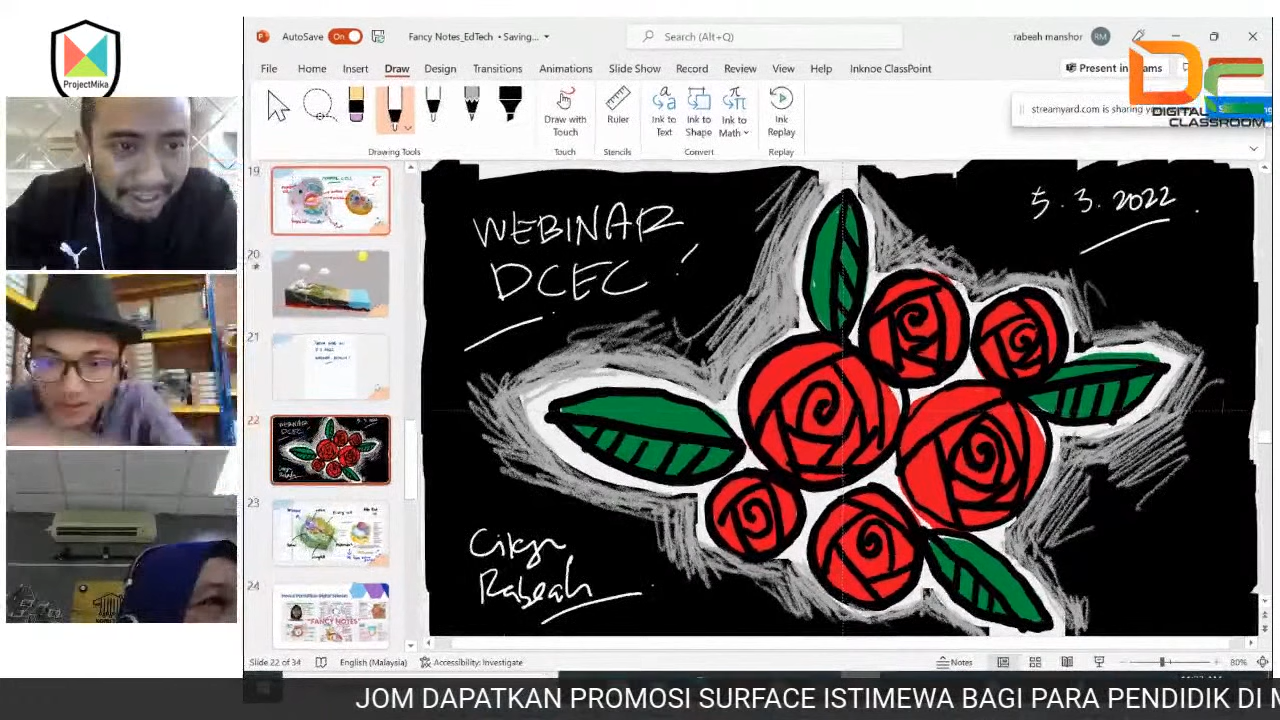 ProjectMika
AutoSave On
Fancy Notes_EdTech • Saving...
Search (Alt+Q)
rabeah manshor RM
File Home Insert Draw Design Transitions Animations Slide Show Record Review View Help Inknoe ClassPoint
Present in
streamyard.com is sharing
DC
DIGITAL
CLASSROOM
Draw with
Touch
Ruler
Ink to
Text
Ink to
Shape
Ink to
Math
Ink
Replay
Drawing Tools
Touch
Stencils
Convert
Replay
19
20
21
22
23
24
"FANCY NOTES"
WEBINAR
DCEC!
5.3.2022
Cikgu
Rabeah
Slide 22 of 34
English (Malaysia)
Accessibility: Investigate
Notes
80%
JOM DAPATKAN PROMOSI SURFACE ISTIMEWA BAGI PARA PENDIDIK DI